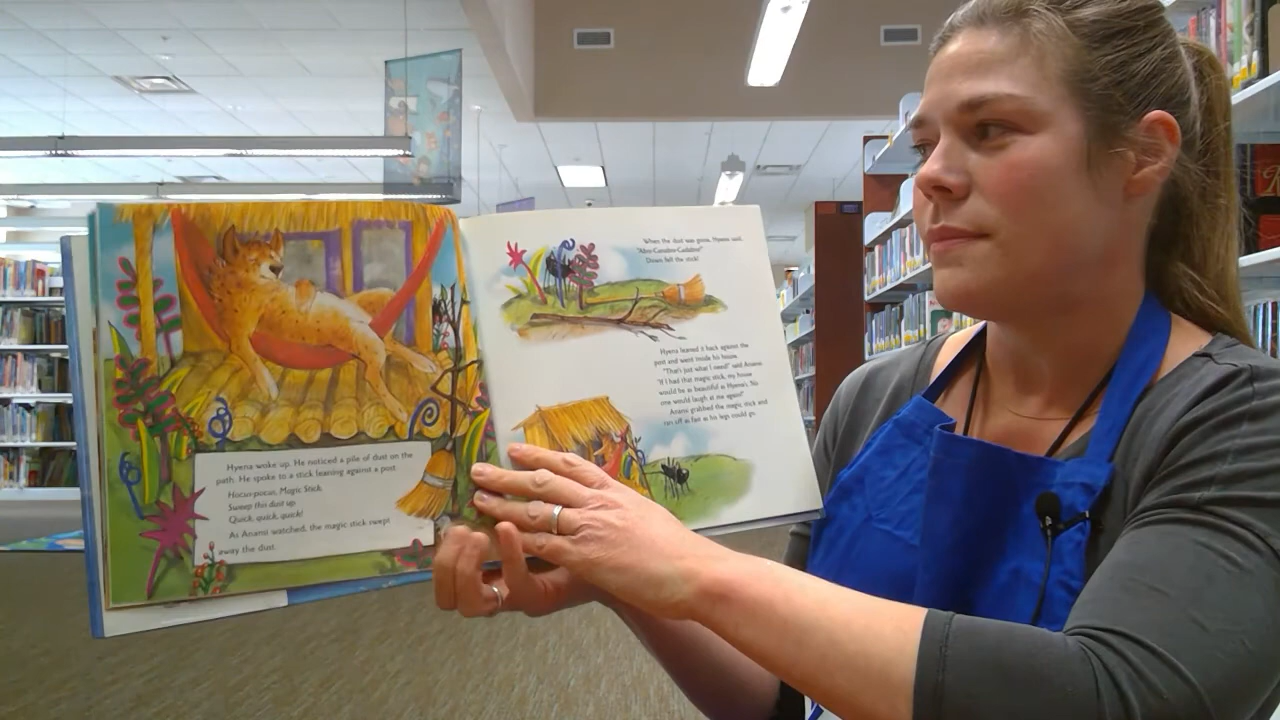 Hyena woke up. He noticed a pile of dust on the
path. He spoke to a stick leaning against a post.
Hocus-pocus, Magic Stick,
Sweep this dust up
Quick, quick, quick!
As Anansi watched, the magic stick swept
away the dust.
When the dust was gone, Hyena said,
Down fell the stick!
Hyena leaned it back against the
post and went inside his house.
"That's just what I need!" said Anansi.
"If I had that magic stick, my house
would be as beautiful as Hyena's. No
one would laugh at me again!"
Anansi grabbed the magic stick and
ran off as fast as his legs could go.